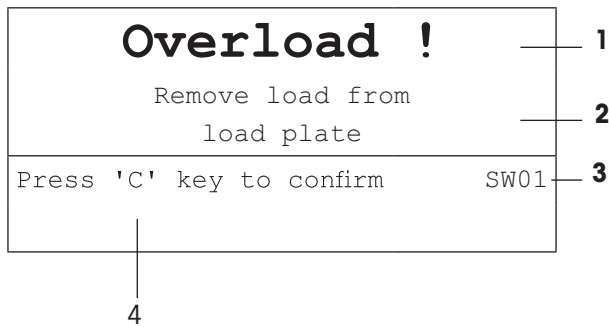 Overload !
1
Remove load from
2
load plate
Press 'C' key to confirm SW01 3
4